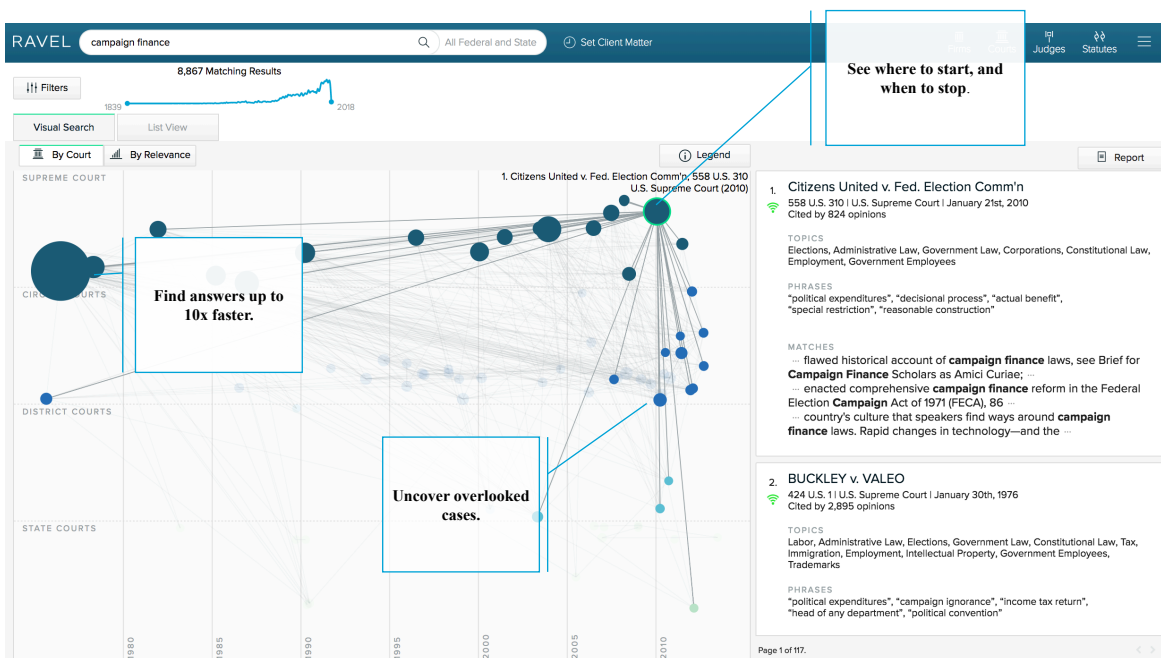 RAVEL
campaign finance
All Federal and State
Set Client Matter
Judges
Statutes
See where to start, and
when to stop.
Filters
8,867 Matching Results
1839
2018
Visual Search
List View
By Court
By Relevance
Legend
Report
SUPREME COURT
1. Citizens United v. Fed. Election Comm'n, 558 U.S. 310
U.S. Supreme Court (2010)
Find answers up to
10x faster.
DISTRICT COURTS
Uncover overlooked
cases.
STATE COURTS
1980
1985
1990
1995
2000
2005
2010
1. Citizens United v. Fed. Election Comm'n
558 U.S. 310 | U.S. Supreme Court | January 21st, 2010
Cited by 824 opinions
TOPICS
Elections, Administrative Law, Government Law, Corporations, Constitutional Law,
Employment, Government Employees
PHRASES
“political expenditures”, “decisional process”, “actual benefit”,
“special restriction”, “reasonable construction”
MATCHES
··· flawed historical account of campaign finance laws, see Brief for
Campaign Finance Scholars as Amici Curiae; ···
··· enacted comprehensive campaign finance reform in the Federal
Election Campaign Act of 1971 (FECA), 86 ···
··· country's culture that speakers find ways around campaign
finance laws. Rapid changes in technology—and the ···
2. BUCKLEY v. VALEO
424 U.S. 1 | U.S. Supreme Court | January 30th, 1976
Cited by 2,895 opinions
TOPICS
Labor, Administrative Law, Elections, Government Law, Constitutional Law, Tax,
Immigration, Employment, Intellectual Property, Government Employees,
Trademarks
PHRASES
“political expenditures”, “campaign ignorance”, “income tax return”,
“head of any department”, “political convention”
Page 1 of 117.